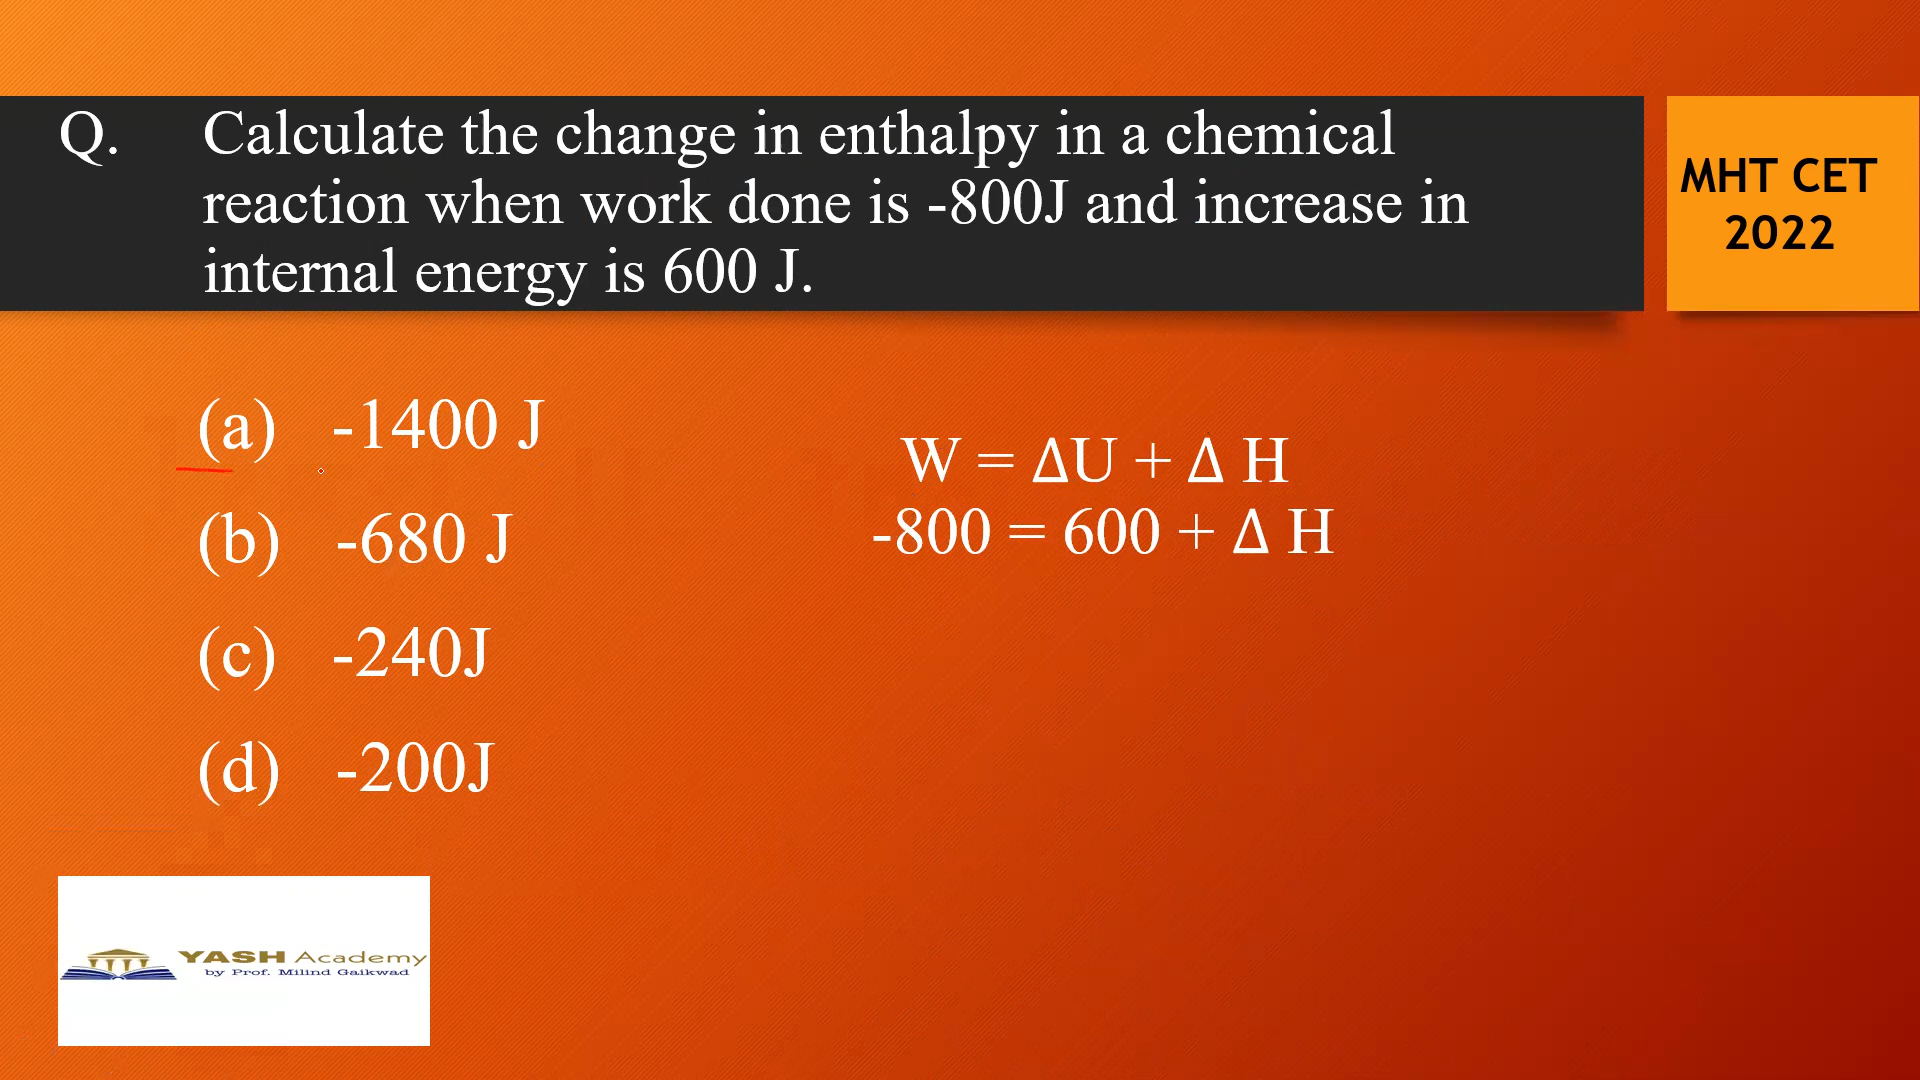 Q. Calculate the change in enthalpy in a chemical
reaction when work done is -800J and increase in
internal energy is 600 J.
MHT CET
2022
(a) -1400 J
(b) -680 J
(c) -240J
(d) -200J
W = ΔU + Δ H
-800 = 600 + Δ H
YASH Academy
by Prof. Milind Gaikwad